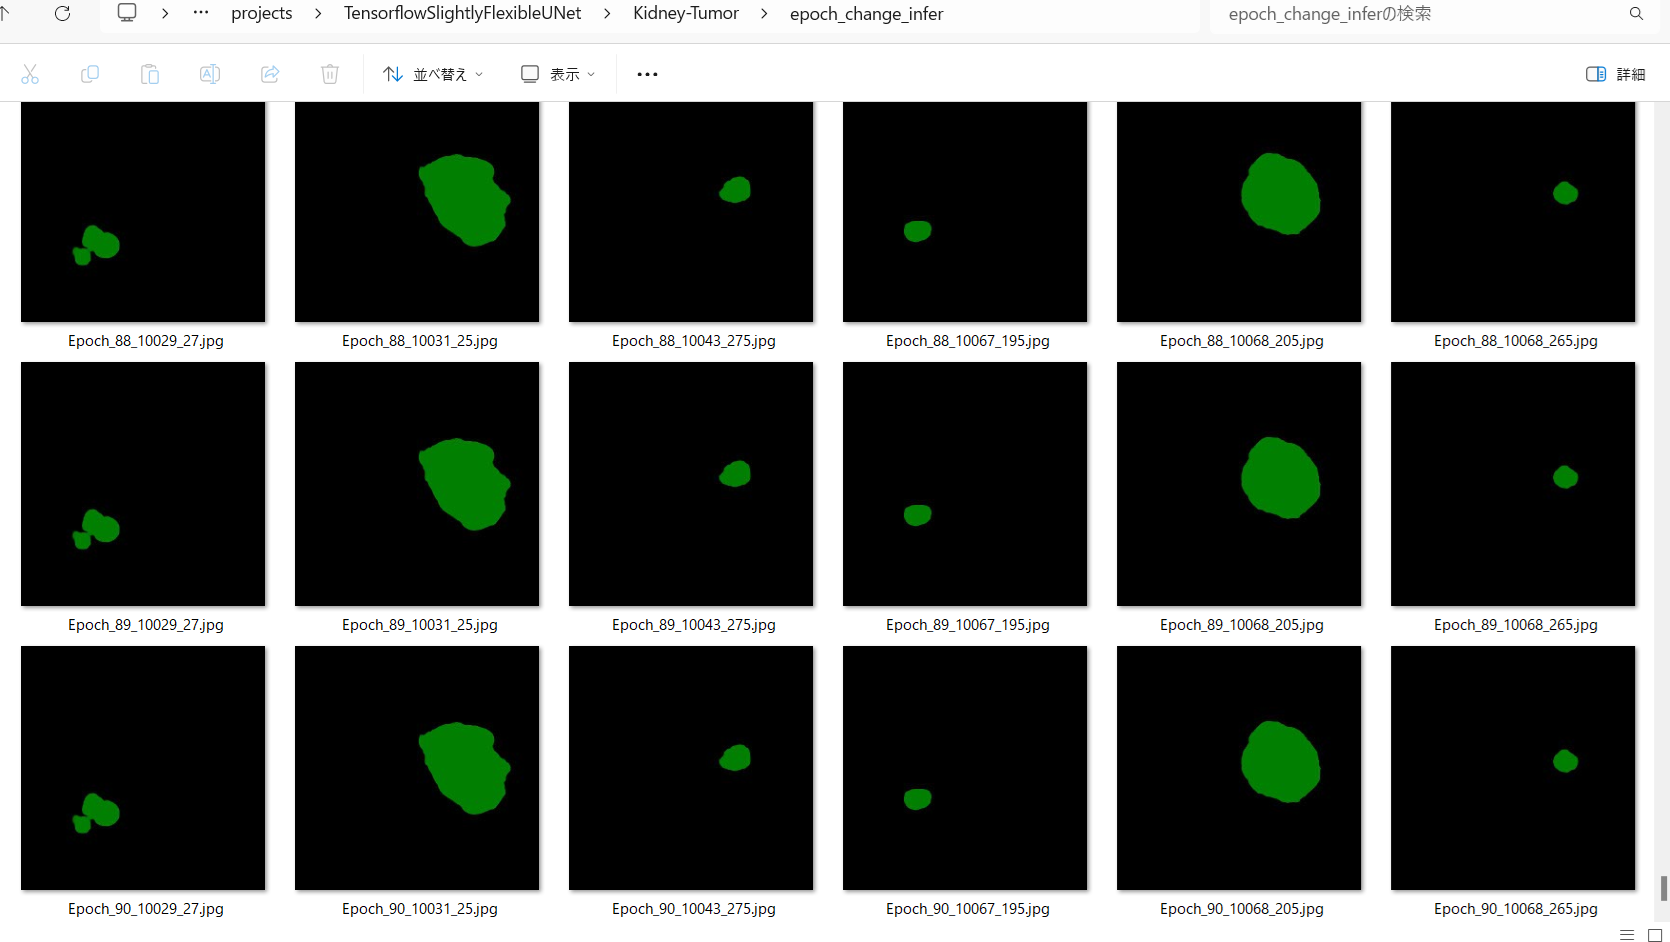 projects > TensorflowSlightlyFlexibleUNet > Kidney-Tumor > epoch_change_infer
epoch_change_inferの検索
並べ替え 表示 詳細
Epoch_88_10029_27.jpg Epoch_88_10031_25.jpg Epoch_88_10043_275.jpg Epoch_88_10067_195.jpg Epoch_88_10068_205.jpg Epoch_88_10068_265.jpg
Epoch_89_10029_27.jpg Epoch_89_10031_25.jpg Epoch_89_10043_275.jpg Epoch_89_10067_195.jpg Epoch_89_10068_205.jpg Epoch_89_10068_265.jpg
Epoch_90_10029_27.jpg Epoch_90_10031_25.jpg Epoch_90_10043_275.jpg Epoch_90_10067_195.jpg Epoch_90_10068_205.jpg Epoch_90_10068_265.jpg